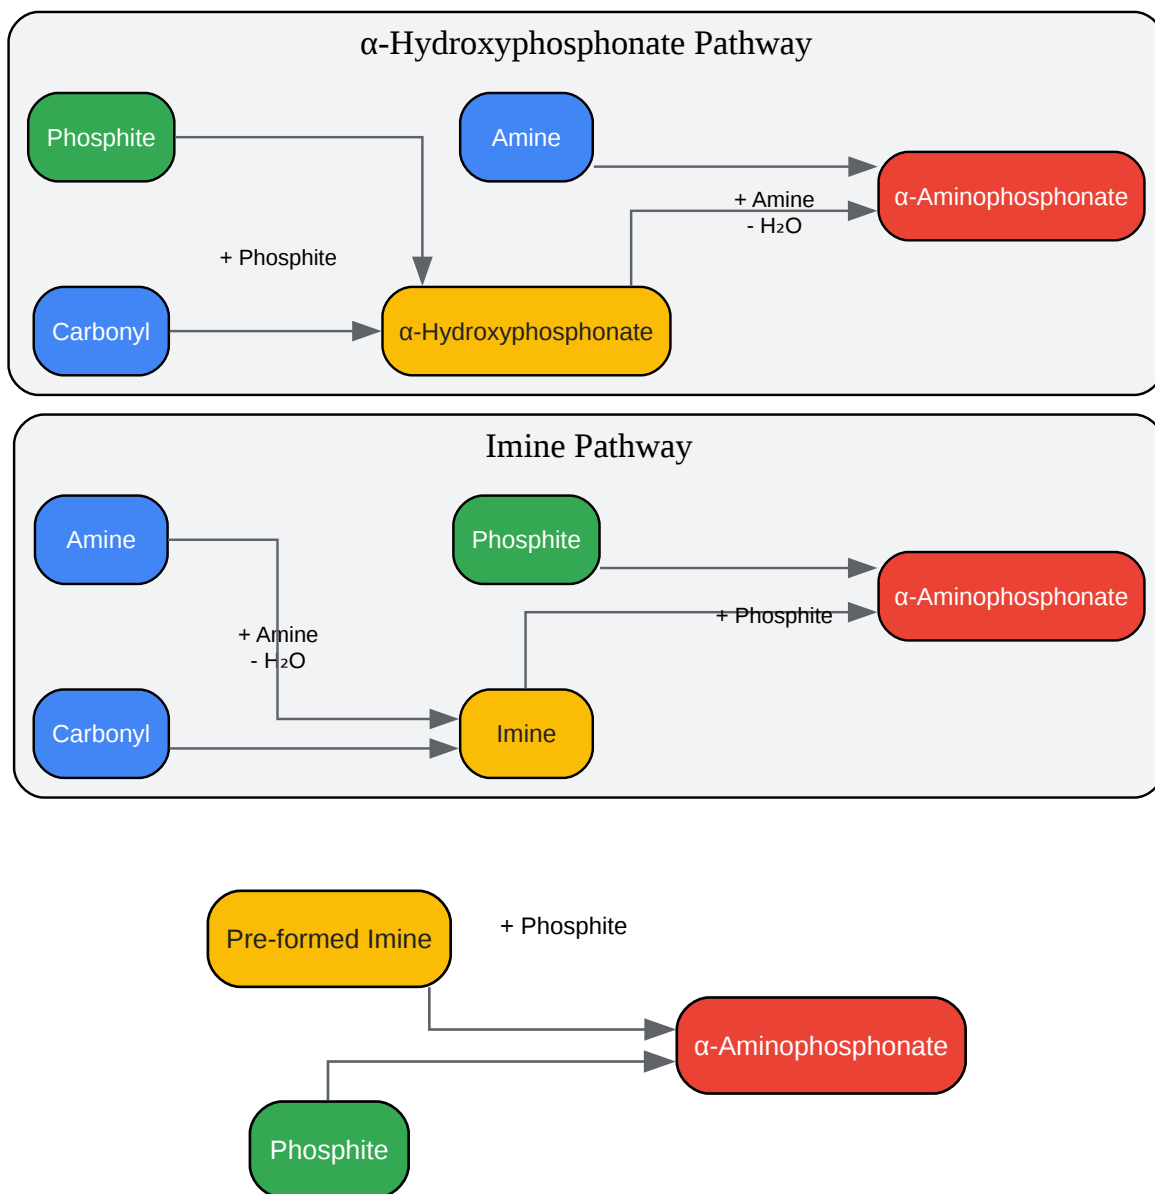 α-Hydroxyphosphonate Pathway
Phosphite
Amine
α-Aminophosphonate
+ Amine
- H₂O
+ Phosphite
Carbonyl
α-Hydroxyphosphonate
Imine Pathway
Amine
Phosphite
α-Aminophosphonate
+ Phosphite
+ Amine
- H₂O
Carbonyl
Imine
Pre-formed Imine
+ Phosphite
α-Aminophosphonate
Phosphite